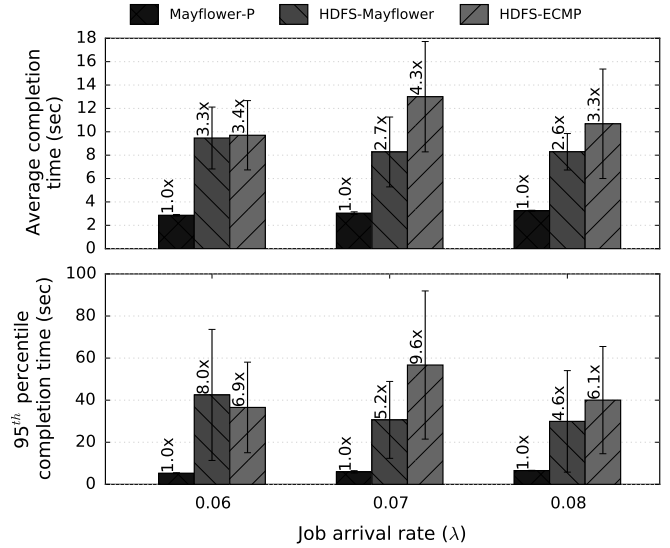 Mayflower-P HDFS-Mayflower HDFS-ECMP
Average completion
time (sec)
18
16
14
12
10
8
6
4
2
0
1.0x 3.3x 3.4x
1.0x 2.7x 4.3x
1.0x 2.6x 3.3x
95th percentile
completion time (sec)
100
80
60
40
20
0
1.0x 8.0x 6.9x
1.0x 5.2x 9.6x
1.0x 4.6x 6.1x
0.06 0.07 0.08
Job arrival rate (λ)